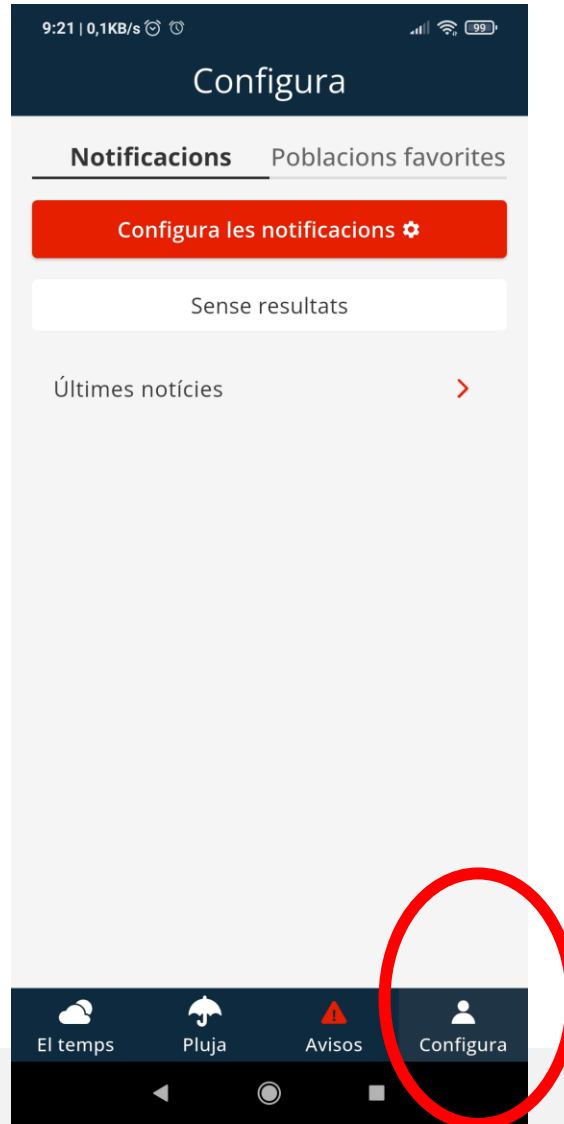 9:21 | 0,1KB/s 99
Configura
Notificacions Poblacions favorites
Configura les notificacions
Sense resultats
Últimes notícies
El temps Pluja Avisos Configura